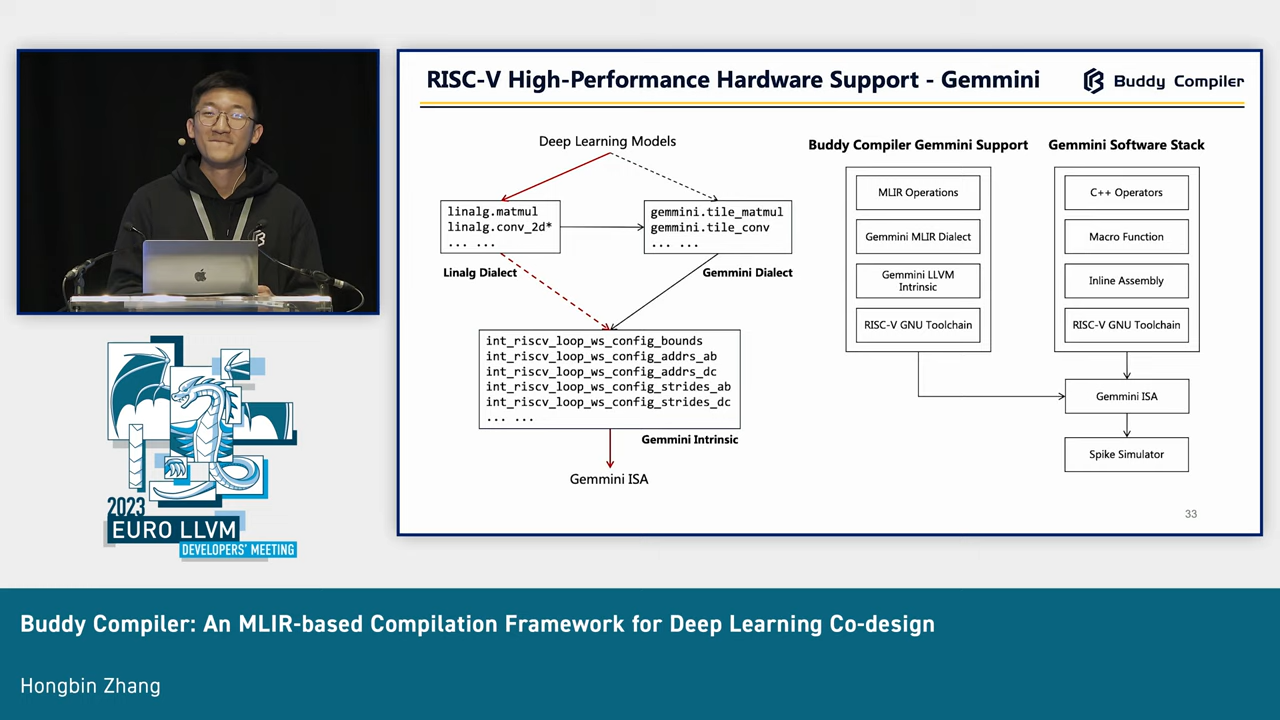 RISC-V High-Performance Hardware Support - Gemmini
Buddy Compiler
Deep Learning Models
linalg.matmul
linalg.conv_2d*
... ...
Linalg Dialect
gemmini.tile_matmul
gemmini.tile_conv
... ...
Gemmini Dialect
int_riscv_loop_ws_config_bounds
int_riscv_loop_ws_config_addrs_ab
int_riscv_loop_ws_config_addrs_dc
int_riscv_loop_ws_config_strides_ab
int_riscv_loop_ws_config_strides_dc
... ...
Gemmini Intrinsic
Gemmini ISA
Buddy Compiler Gemmini Support
MLIR Operations
Gemmini MLIR Dialect
Gemmini LLVM
Intrinsic
RISC-V GNU Toolchain
Gemmini Software Stack
C++ Operators
Macro Function
Inline Assembly
RISC-V GNU Toolchain
Gemmini ISA
Spike Simulator
33
2023
EURO LLVM
DEVELOPERS' MEETING
Buddy Compiler: An MLIR-based Compilation Framework for Deep Learning Co-design
Hongbin Zhang